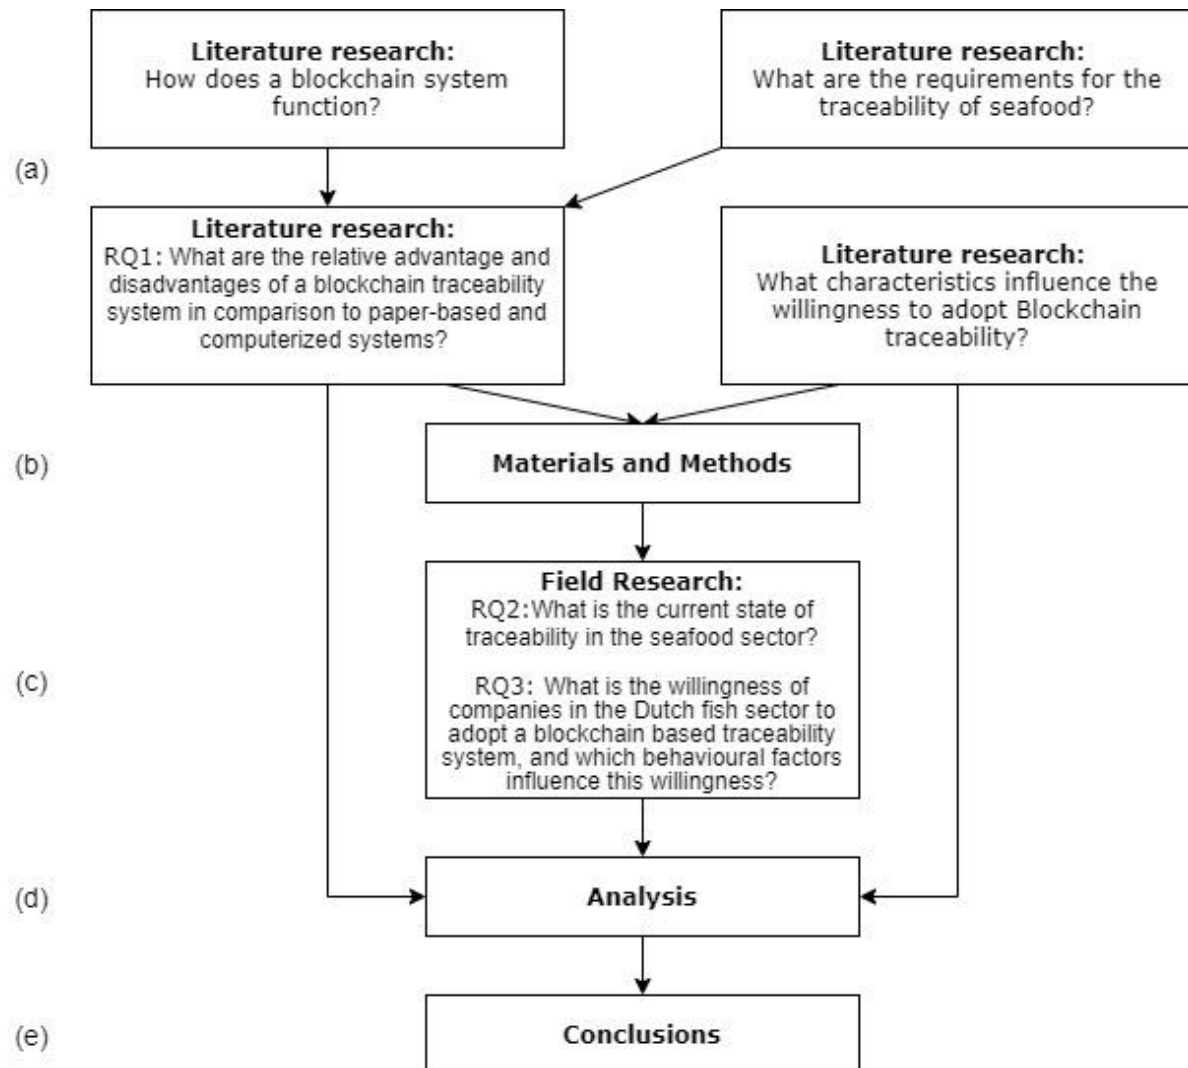 Literature research:
How does a blockchain system
function?
Literature research:
What are the requirements for the
traceability of seafood?
(a)
Literature research:
RQ1: What are the relative advantage and
disadvantages of a blockchain traceability
system in comparison to paper-based and
computerized systems?
Literature research:
What characteristics influence the
willingness to adopt Blockchain
traceability?
(b)
Materials and Methods
Field Research:
RQ2:What is the current state of
traceability in the seafood sector?
(c)
RQ3: What is the willingness of
companies in the Dutch fish sector to
adopt a blockchain based traceability
system, and which behavioural factors
influence this willingness?
(d)
Analysis
(e)
Conclusions